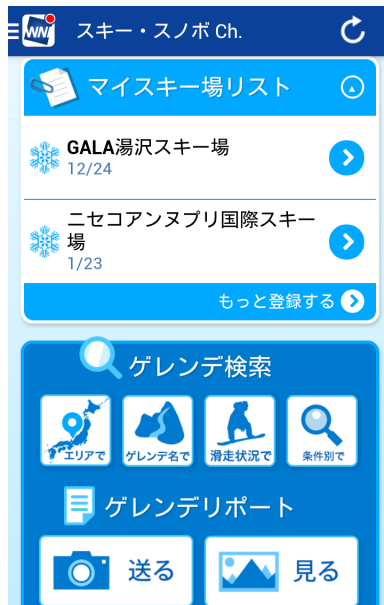 WN スキー・スノボ Ch.
マイスキー場リスト
GALA湯沢スキー場
12/24
ニセコアンヌプリ国際スキー
場
1/23
もっと登録する
ゲレンデ検索
エリアで ゲレンデ名で 滑走状況で 条件別で
ゲレンデリポート
送る 見る